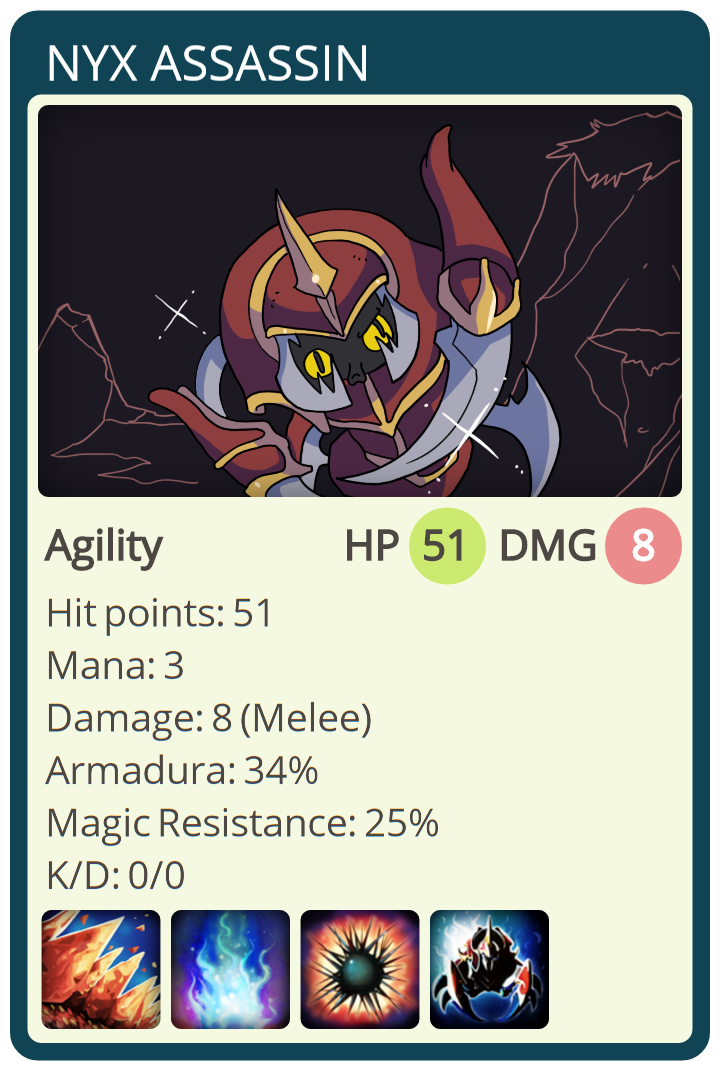 NYX ASSASSIN
Agility HP 51 DMG 8
Hit points: 51
Mana: 3
Damage: 8 (Melee)
Armadura: 34%
Magic Resistance: 25%
K/D: 0/0